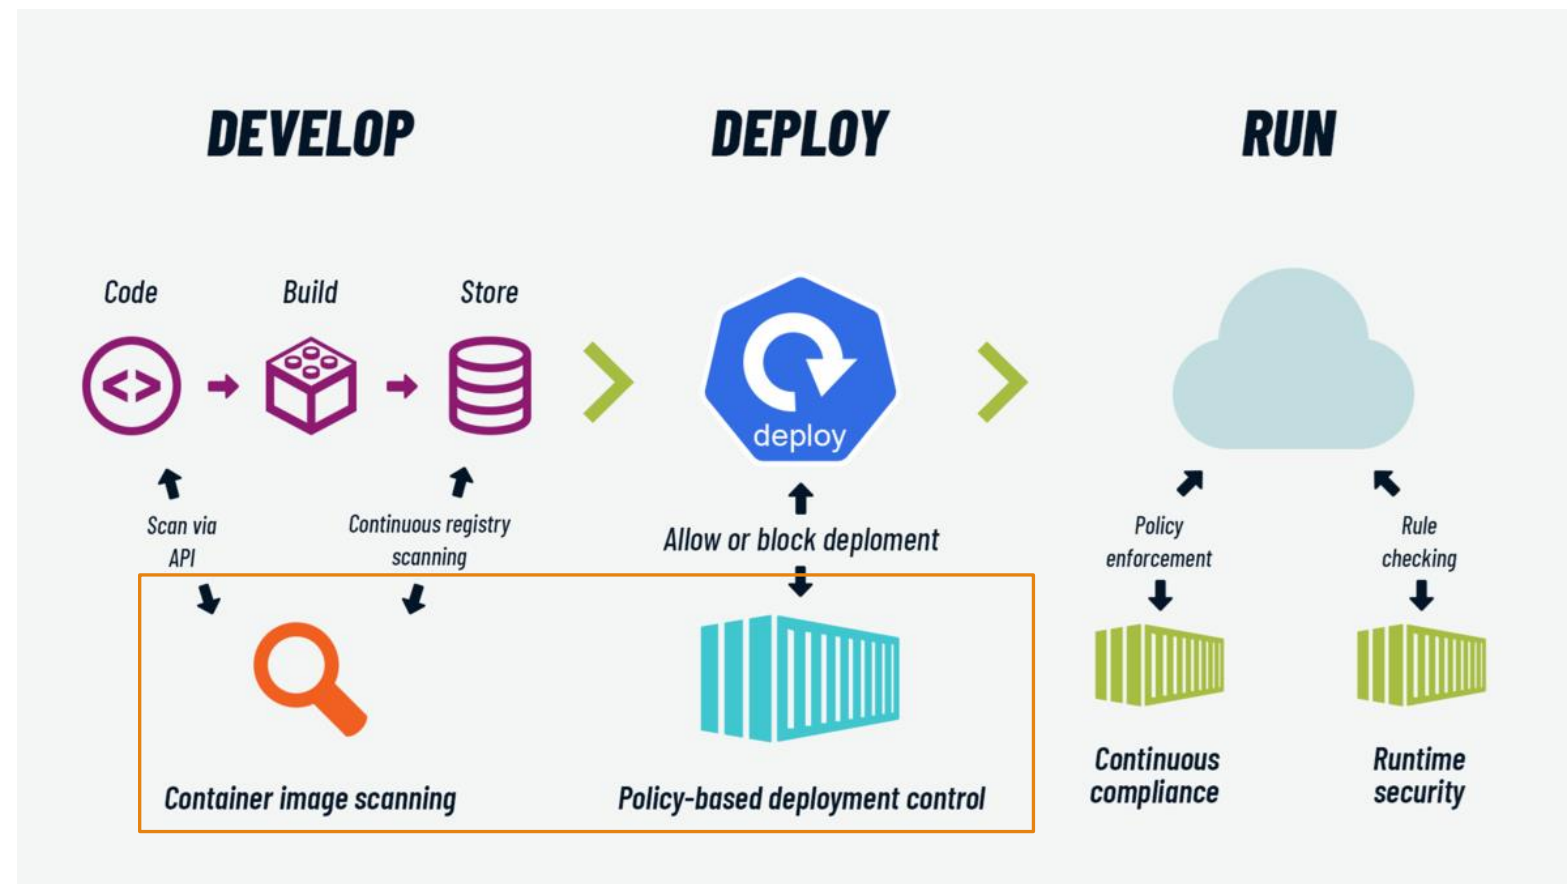 DEVELOP
DEPLOY
RUN
Code
Build
Store
deploy
Scan via
API
Continuous registry
scanning
Allow or block deploment
Policy
enforcement
Rule
checking
Container image scanning
Policy-based deployment control
Continuous
compliance
Runtime
security